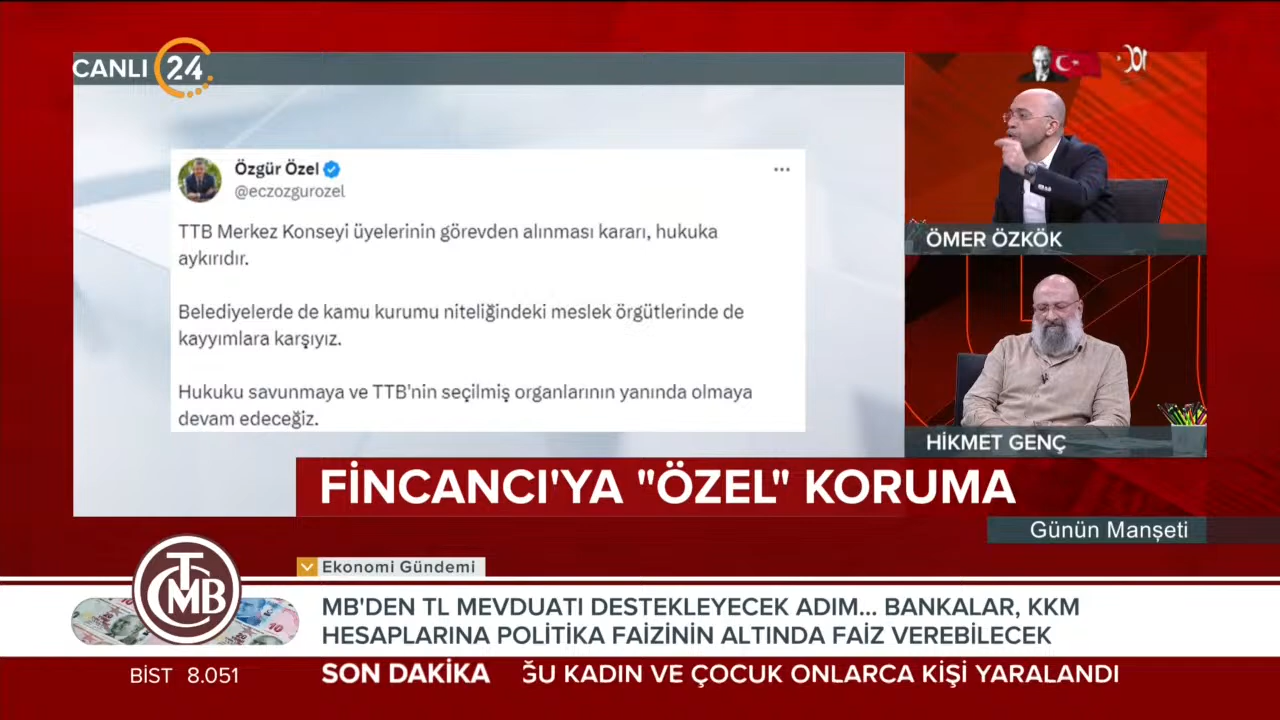 CANLI 24
Özgür Özel
@eczozgurozel
TTB Merkez Konseyi üyelerinin görevden alınması kararı, hukuka
aykırıdır.
Belediyelerde de kamu kurumu niteliğindeki meslek örgütlerinde de
kayyımlara karşıyız.
Hukuku savunmaya ve TTB'nin seçilmiş organlarının yanında olmaya
devam edeceğiz.
ÖMER ÖZKÖK
HİKMET GENÇ
FİNCANCI'YA "ÖZEL" KORUMA
Günün Manşeti
Ekonomi Gündemi
TCMB
10
10
MB'DEN TL MEVDUATI DESTEKLEYECEK ADIM... BANKALAR, KKM
HESAPLARINA POLİTİKA FAİZİNİN ALTINDA FAİZ VEREBİLECEK
BİST 8.051
SON DAKİKA ĞU KADIN VE ÇOCUK ONLARCA KİŞİ YARALANDI